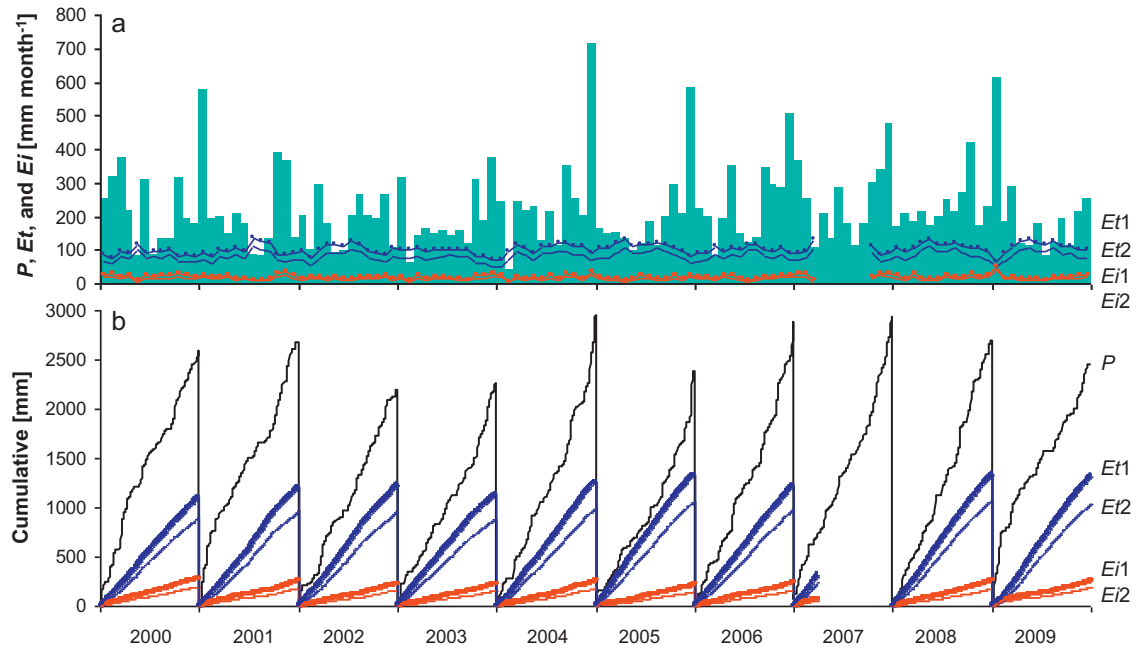 a
P, Et, and Ei [mm month⁻¹]
800
700
600
500
400
300
200
100
0
Et1
Et2
Ei1
Ei2
b
Cumulative [mm]
3000
2500
2000
1500
1000
500
0
P
Et1
Et2
Ei1
Ei2
2000 2001 2002 2003 2004 2005 2006 2007 2008 2009